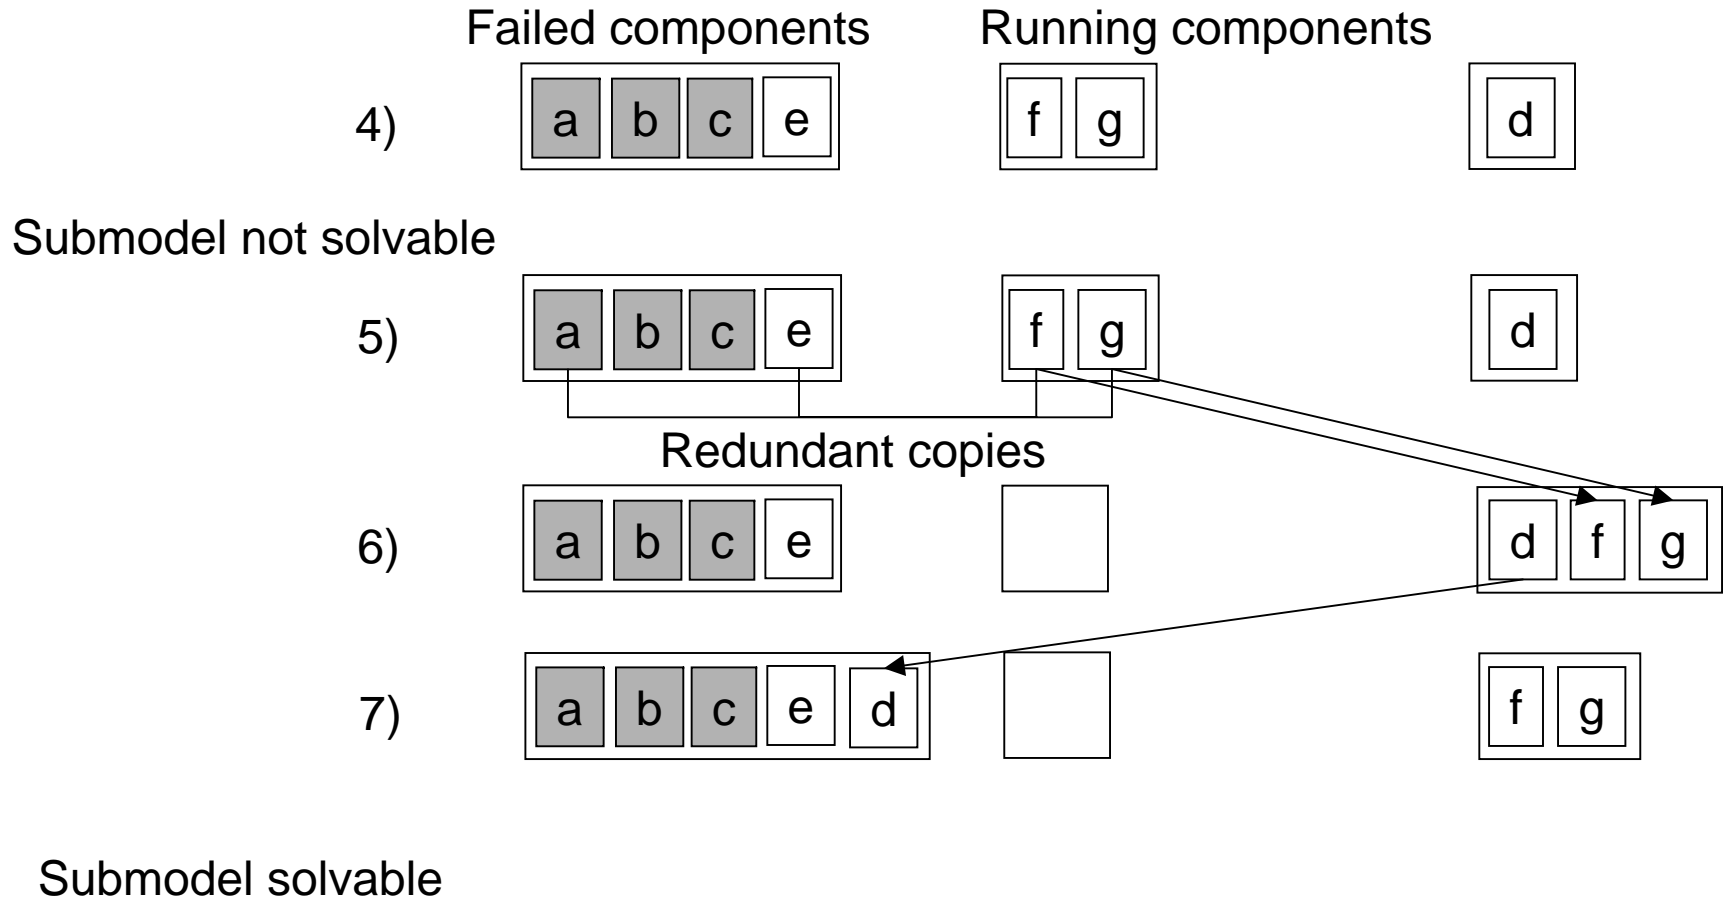 Failed components Running components
4) a b c e f g d
Submodel not solvable
5) a b c e f g d
Redundant copies
6) a b c e d f g
7) a b c e d f g
Submodel solvable